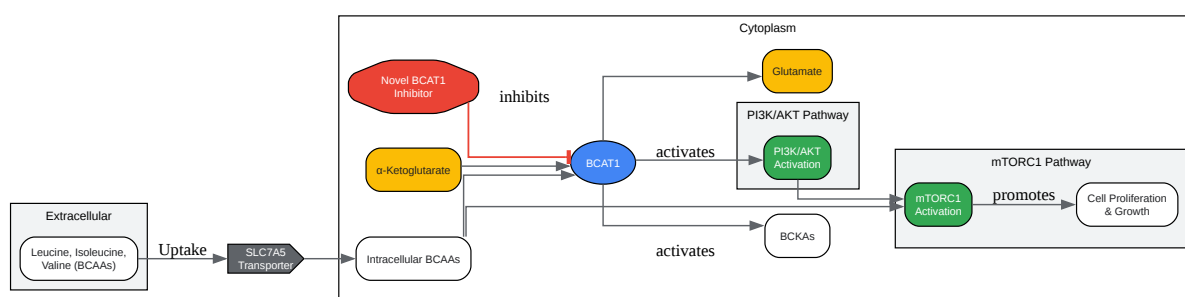 Cytoplasm
Novel BCAT1
Inhibitor
inhibits
Glutamate
PI3K/AKT Pathway
α-Ketoglutarate
BCAT1
activates
PI3K/AKT
Activation
mTORC1 Pathway
mTORC1
Activation
promotes
Cell Proliferation
& Growth
Extracellular
Leucine, Isoleucine,
Valine (BCAAs)
Uptake
SLC7A5
Transporter
Intracellular BCAAs
activates
BCKAs